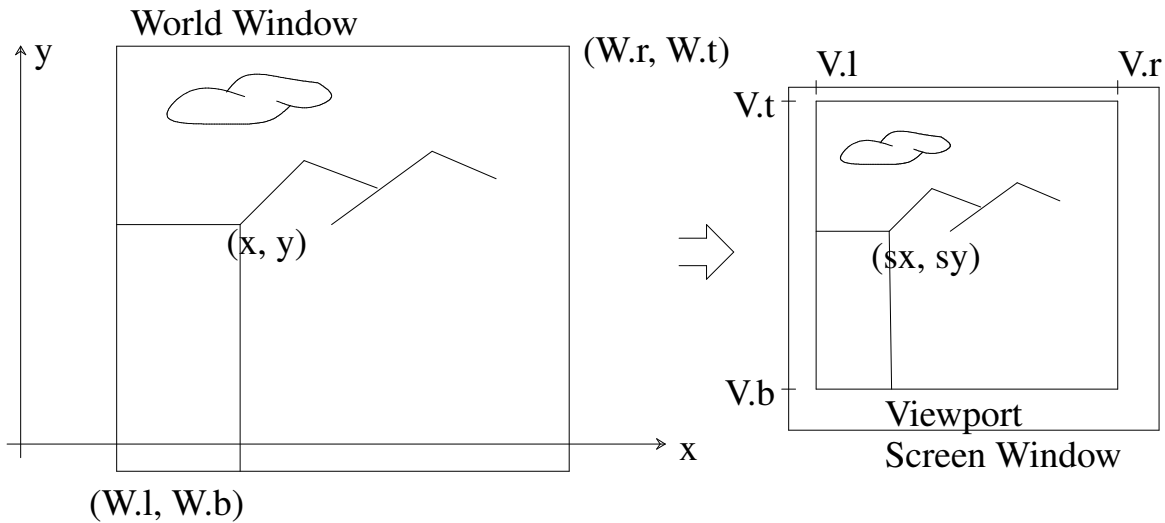 World Window
y
(W.r, W.t)
V.l
V.r
V.t
(x, y)
(sx, sy)
V.b
Viewport
x
Screen Window
(W.l, W.b)